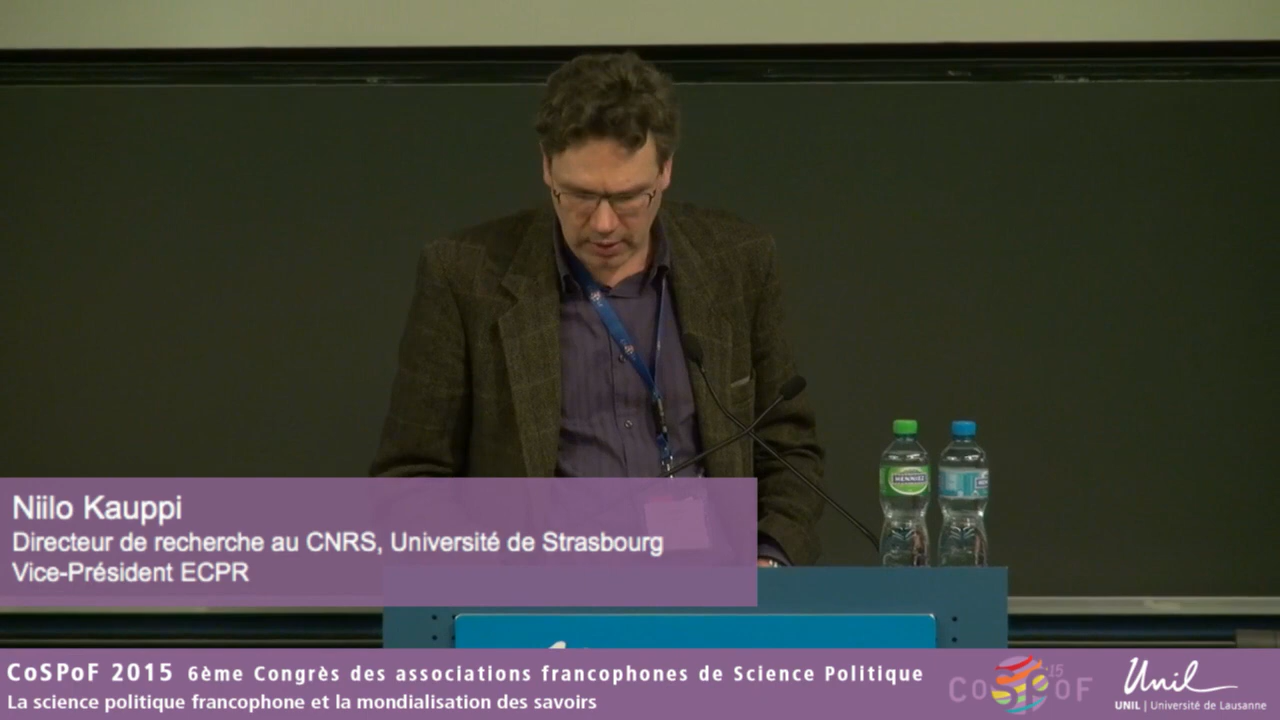 HENNIEZ
Niilo Kauppi
Directeur de recherche au CNRS, Université de Strasbourg
Vice-Président ECPR
CoSPoF 2015 6ème Congrès des associations francophones de Science Politique
La science politique francophone et la mondialisation des savoirs
CoSPoF 15
Unil
UNIL | Université de Lausanne